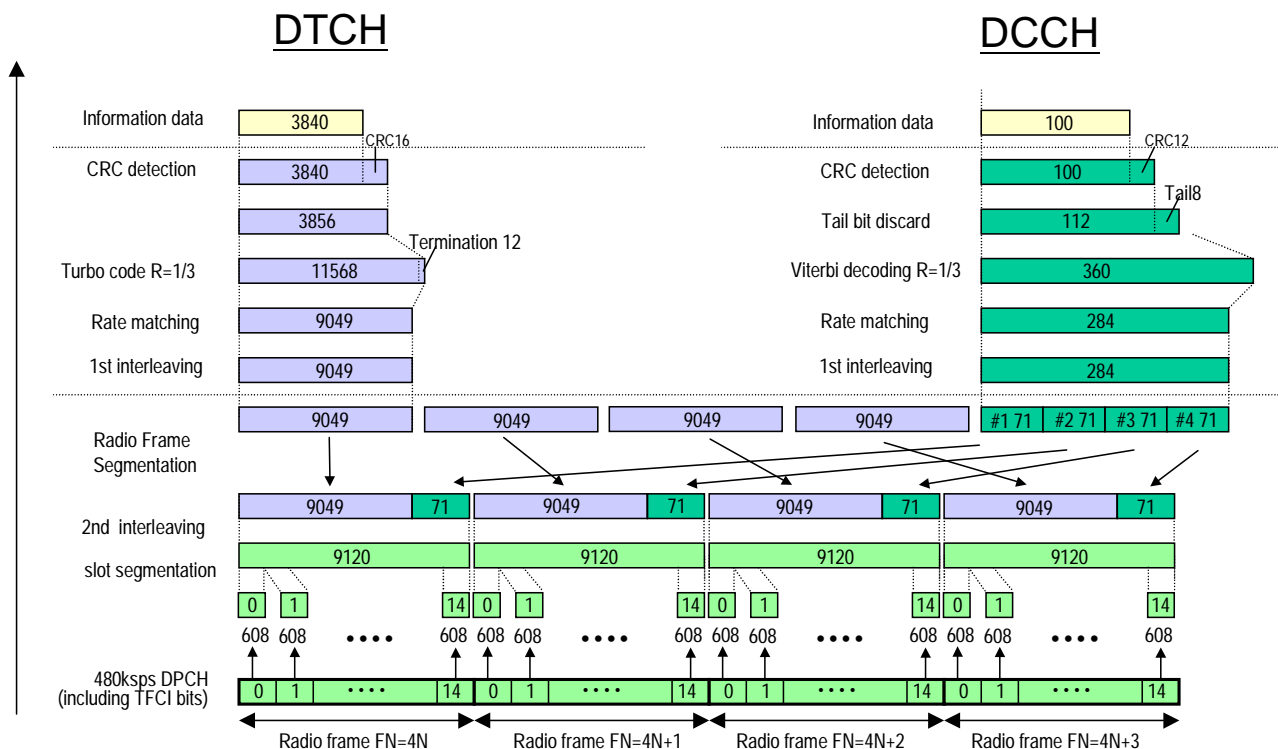 DTCH DCCH
Information data 3840 Information data 100
CRC16 CRC12
CRC detection 3840 CRC detection 100
Tail8
3856 Tail bit discard 112
Termination 12
Turbo code R=1/3 11568 Viterbi decoding R=1/3 360
Rate matching 9049 Rate matching 284
1st interleaving 9049 1st interleaving 284
9049 9049 9049 9049 #1 71 #2 71 #3 71 #4 71
Radio Frame
Segmentation
9049 71 9049 71 9049 71 9049 71
2nd interleaving
9120 9120 9120 9120
slot segmentation
0 1 14 0 1 14 0 1 14 0 1 14
608 608 •••• 608 608 608 •••• 608 608 608 •••• 608 608 608 •••• 608
480ksps DPCH
(including TFCI bits)
0 1 •••• 14 0 1 •••• 14 0 1 •••• 14 0 1 •••• 14
Radio frame FN=4N Radio frame FN=4N+1 Radio frame FN=4N+2 Radio frame FN=4N+3